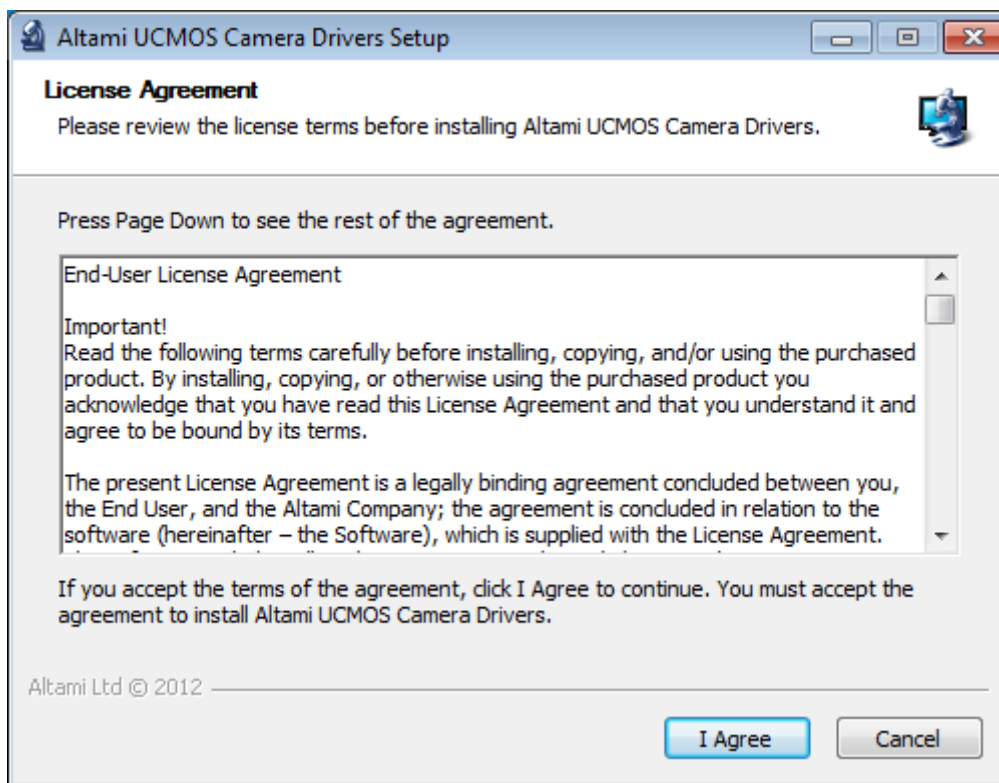 Altami UCMOS Camera Drivers Setup
License Agreement
Please review the license terms before installing Altami UCMOS Camera Drivers.
Press Page Down to see the rest of the agreement.
End-User License Agreement
Important!
Read the following terms carefully before installing, copying, and/or using the purchased
product. By installing, copying, or otherwise using the purchased product you
acknowledge that you have read this License Agreement and that you understand it and
agree to be bound by its terms.
The present License Agreement is a legally binding agreement concluded between you,
the End User, and the Altami Company; the agreement is concluded in relation to the
software (hereinafter – the Software), which is supplied with the License Agreement.
If you accept the terms of the agreement, click I Agree to continue. You must accept the
agreement to install Altami UCMOS Camera Drivers.
Altami Ltd © 2012
I Agree
Cancel